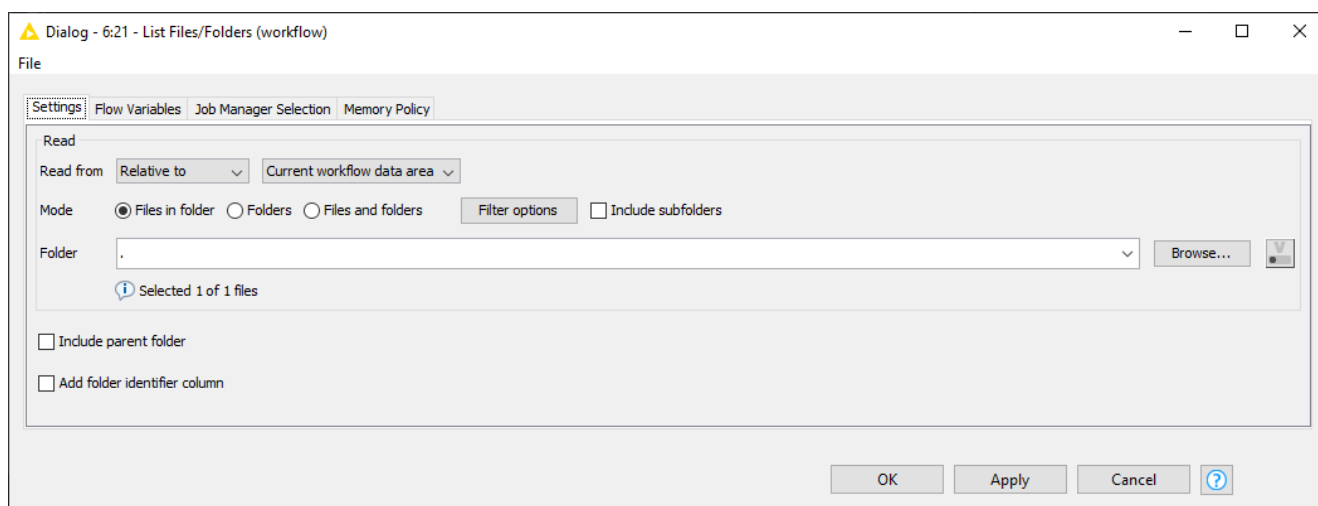 Dialog - 6:21 - List Files/Folders (workflow)
File
Settings Flow Variables Job Manager Selection Memory Policy
Read
Read from Relative to Current workflow data area
Mode Files in folder Folders Files and folders Filter options Include subfolders
Folder . Browse... V
i Selected 1 of 1 files
Include parent folder
Add folder identifier column
OK Apply Cancel ?